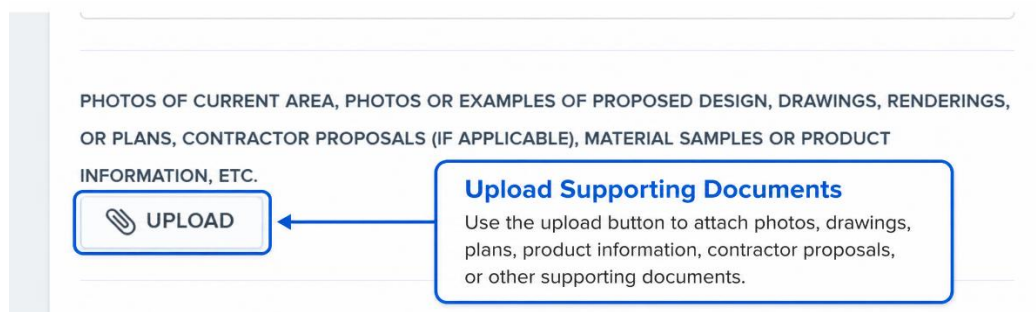 PHOTOS OF CURRENT AREA, PHOTOS OR EXAMPLES OF PROPOSED DESIGN, DRAWINGS, RENDERINGS,
OR PLANS, CONTRACTOR PROPOSALS (IF APPLICABLE), MATERIAL SAMPLES OR PRODUCT
INFORMATION, ETC.
UPLOAD
Upload Supporting Documents
Use the upload button to attach photos, drawings,
plans, product information, contractor proposals,
or other supporting documents.